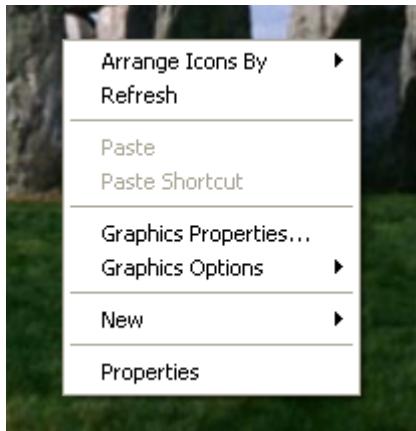 Arrange Icons By
Refresh
Paste
Paste Shortcut
Graphics Properties...
Graphics Options
New
Properties